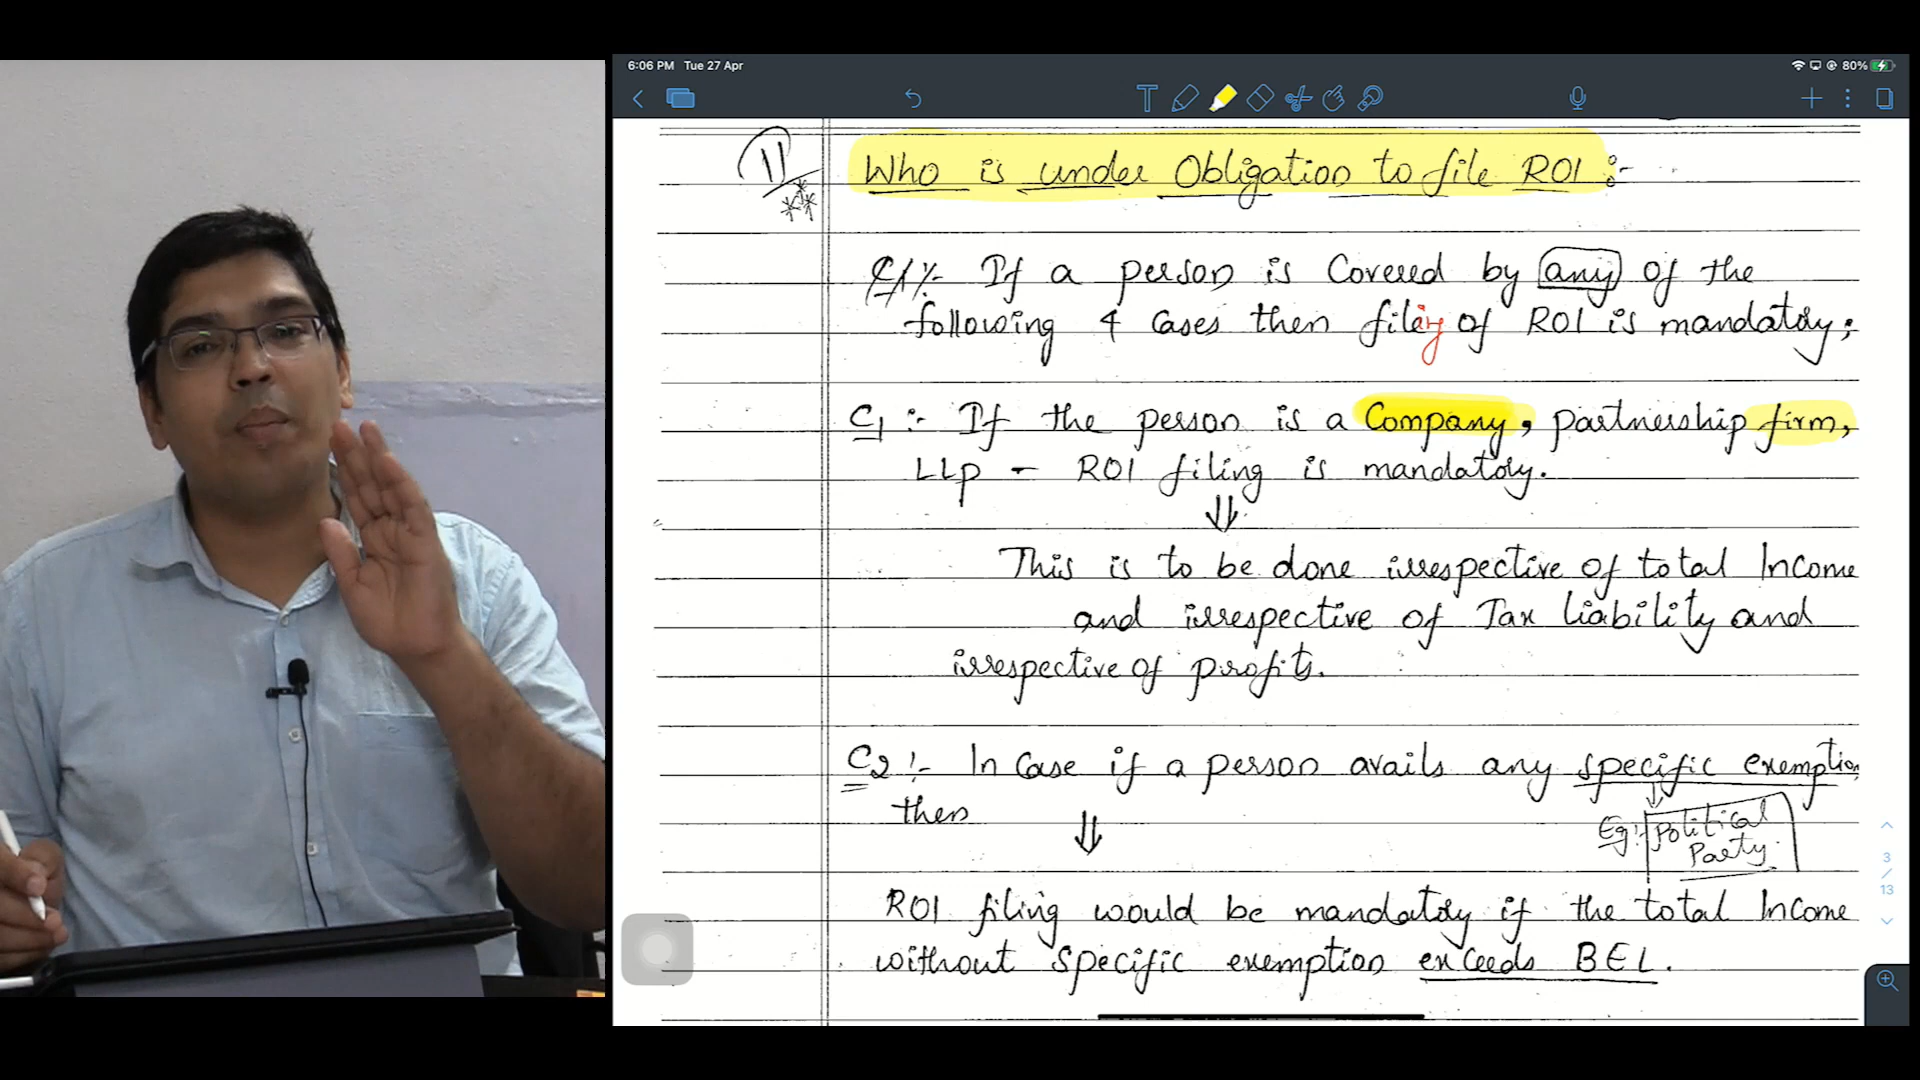 6:06 PM Tue 27 Apr
80%
11
Who is under Obligation to file ROI :-
If a person is Covered by any of the
following 4 Cases then filing of ROI is mandatory:
C1 :- If the person is a Company, partnership firm,
LLP - ROI filing is mandatory.
This is to be done irrespective of total Income
and irrespective of Tax liability and
irrespective of profits.
C2 :- In Case if a person avails any specific exemption
then
Eg:- Political
Party.
ROI filing would be mandatory if the total Income
without specific exemption exceeds BEL.
3
/
13